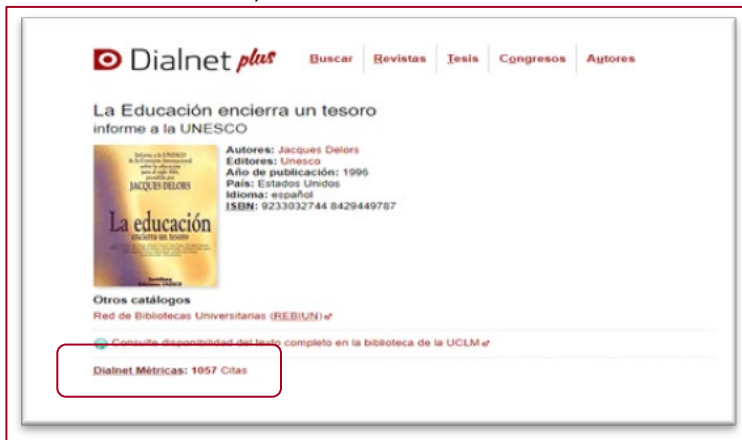 Dialnet plus
Buscar Revistas Tesis Congresos Autores
La Educación encierra un tesoro
informe a la UNESCO
Autores: Jacques Delors
Editores: Unesco
Año de publicación: 1996
País: Estados Unidos
Idioma: español
ISBN: 9233032744 8429449787
JACQUES DELORS
La educación
encierra un tesoro
Otros catálogos
Red de Bibliotecas Universitarias (REBIUN)
Consulte disponibilidad del texto completo en la biblioteca de la UCLM
Dialnet Métricas: 1057 Citas